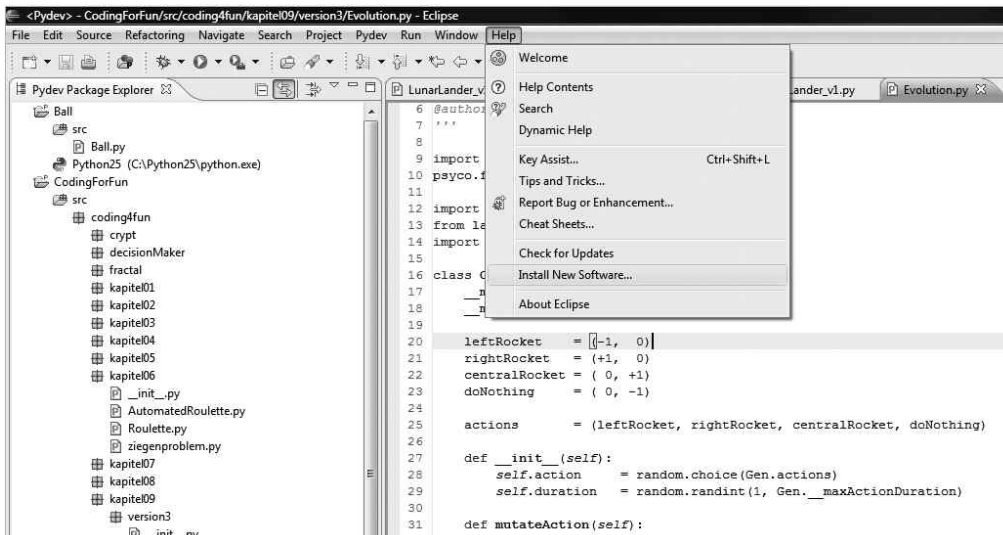 <Pydev> - CodingForFun/src/coding4fun/kapitel09/version3/Evolution.py - Eclipse
File Edit Source Refactoring Navigate Search Project Pydev Run Window Help
Pydev Package Explorer
Ball
src
Ball.py
Python25 (C:\Python25\python.exe)
CodingForFun
src
coding4fun
crypt
decisionMaker
fractal
kapitel01
kapitel02
kapitel03
kapitel04
kapitel05
kapitel06
__init__.py
AutomatedRoulette.py
Roulette.py
ziegenproblem.py
kapitel07
kapitel08
kapitel09
version3
__init__.py
Welcome
Help Contents
Search
Dynamic Help
Key Assist... Ctrl+Shift+L
Tips and Tricks...
Report Bug or Enhancement...
Cheat Sheets...
Check for Updates
Install New Software...
About Eclipse
LunarLander_v ander_v1.py Evolution.py
6 @author
7 '''
8
9 import
10 psyco.f
11
12 import
13 from la
14 import
15
16 class G
17 __m
18 __m
19
20 leftRocket = (-1, 0)
21 rightRocket = (+1, 0)
22 centralRocket = ( 0, +1)
23 doNothing = ( 0, -1)
24
25 actions = (leftRocket, rightRocket, centralRocket, doNothing)
26
27 def __init__(self):
28 self.action = random.choice(Gen.actions)
29 self.duration = random.randint(1, Gen.__maxActionDuration)
30
31 def mutateAction(self):